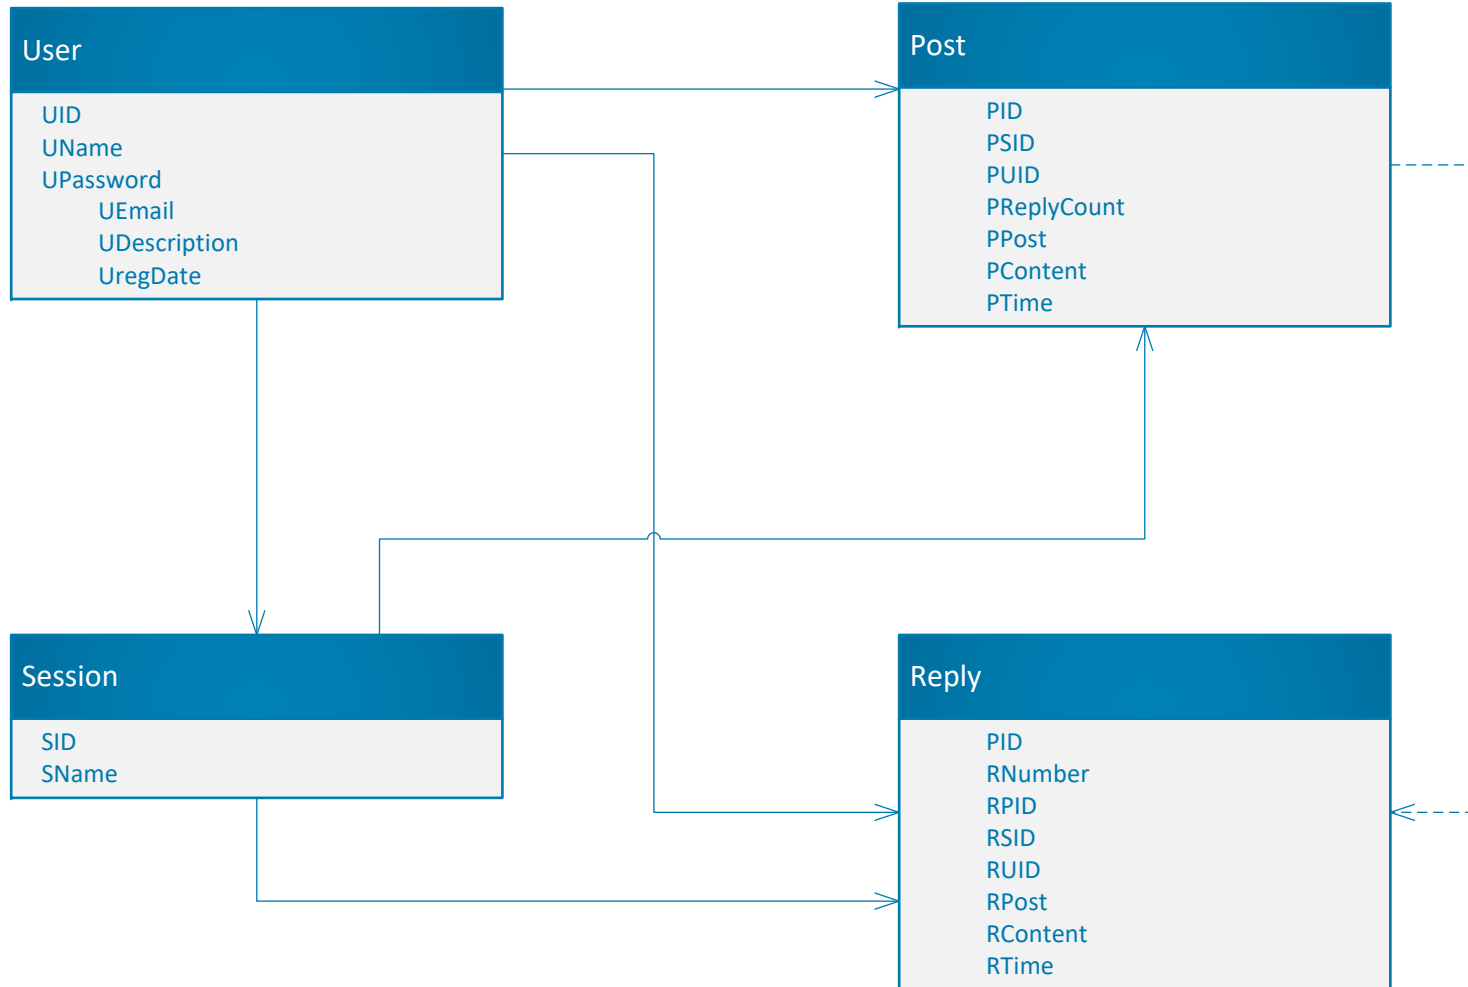 User
UID
UName
UPassword
UEmail
UDescription
UregDate
Post
PID
PSID
PUID
PReplyCount
PPost
PContent
PTime
Session
SID
SName
Reply
PID
RNumber
RPID
RSID
RUID
RPost
RContent
RTime